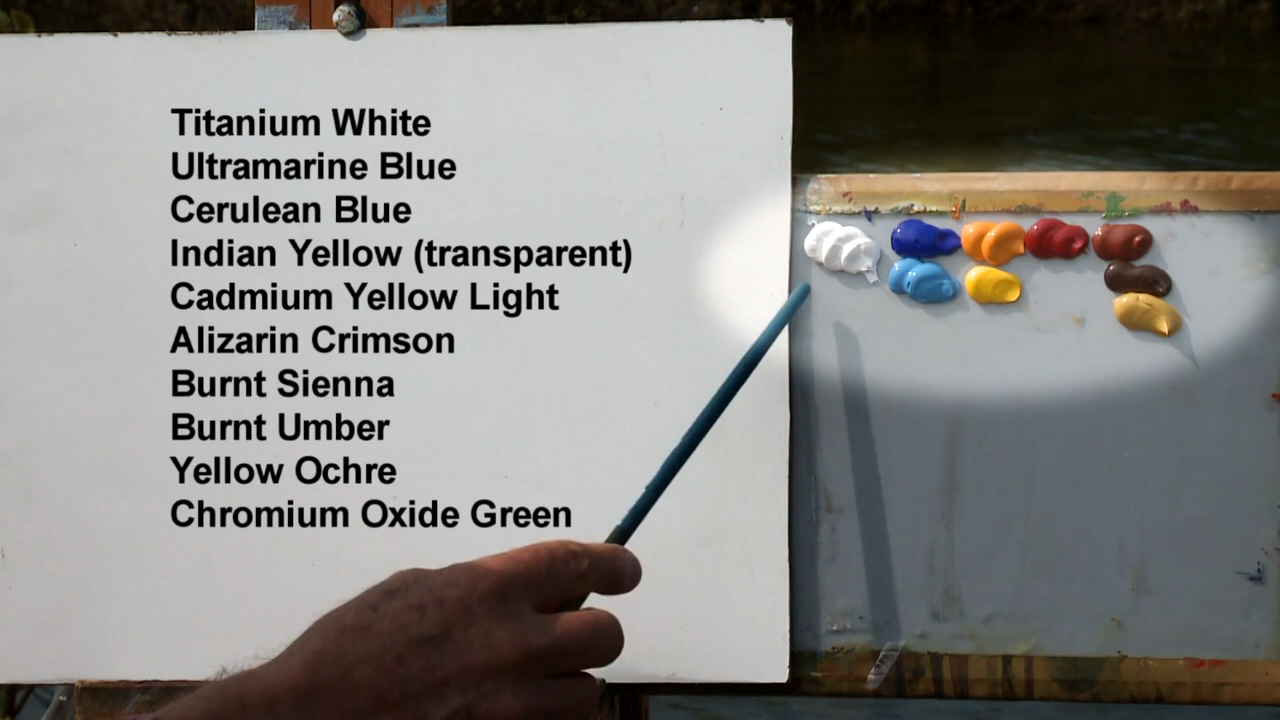 Titanium White
Ultramarine Blue
Cerulean Blue
Indian Yellow (transparent)
Cadmium Yellow Light
Alizarin Crimson
Burnt Sienna
Burnt Umber
Yellow Ochre
Chromium Oxide Green